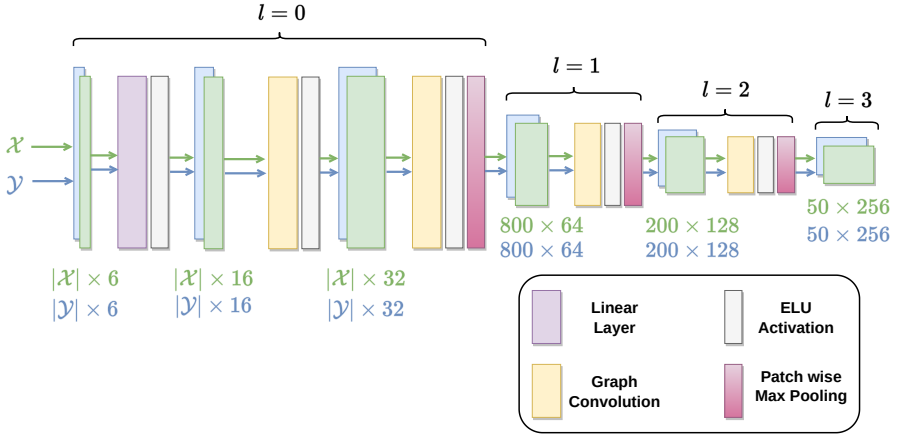 l = 0
l = 1
l = 2
l = 3
𝒳
𝒴
|𝒳| × 6
|𝒴| × 6
|𝒳| × 16
|𝒴| × 16
|𝒳| × 32
|𝒴| × 32
800 × 64
800 × 64
200 × 128
200 × 128
50 × 256
50 × 256
Linear
Layer
ELU
Activation
Graph
Convolution
Patch wise
Max Pooling